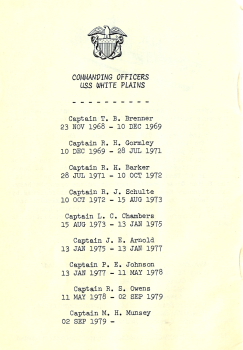 COMMANDING OFFICERS
USS WHITE PLAINS
- - - - - - - - - -
Captain T. B. Brenner
23 NOV 1968 - 10 DEC 1969
Captain R. H. Gormley
10 DEC 1969 - 28 JUL 1971
Captain R. H. Barker
28 JUL 1971 - 10 OCT 1972
Captain R. J. Schulte
10 OCT 1972 - 15 AUG 1973
Captain L. C. Chambers
15 AUG 1973 - 13 JAN 1975
Captain J. E. Arnold
13 JAN 1975 - 13 JAN 1977
Captain P. E. Johnson
13 JAN 1977 - 11 MAY 1978
Captain R. S. Owens
11 MAY 1978 - 02 SEP 1979
Captain M. H. Munsey
02 SEP 1979 -